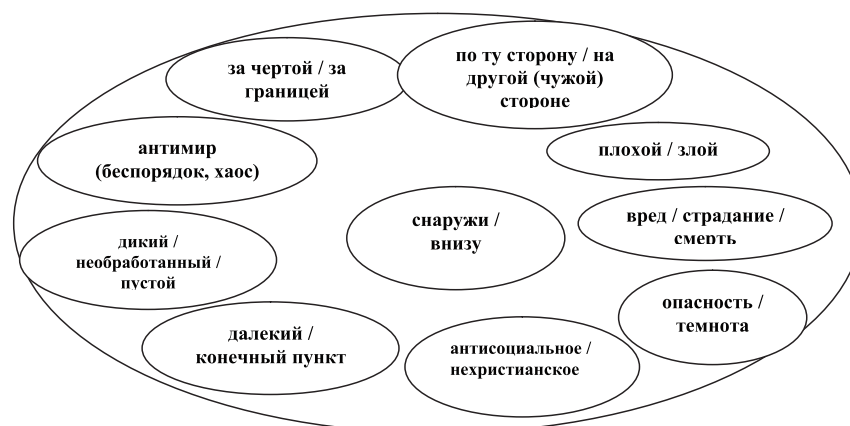 за чертой / за
границей
по ту сторону / на
другой (чужой)
стороне
антимир
(беспорядок, хаос)
плохой / злой
снаружи /
внизу
вред / страдание /
смерть
дикий /
необработанный /
пустой
опасность /
темнота
далекий /
конечный пункт
антисоциальное /
нехристианское